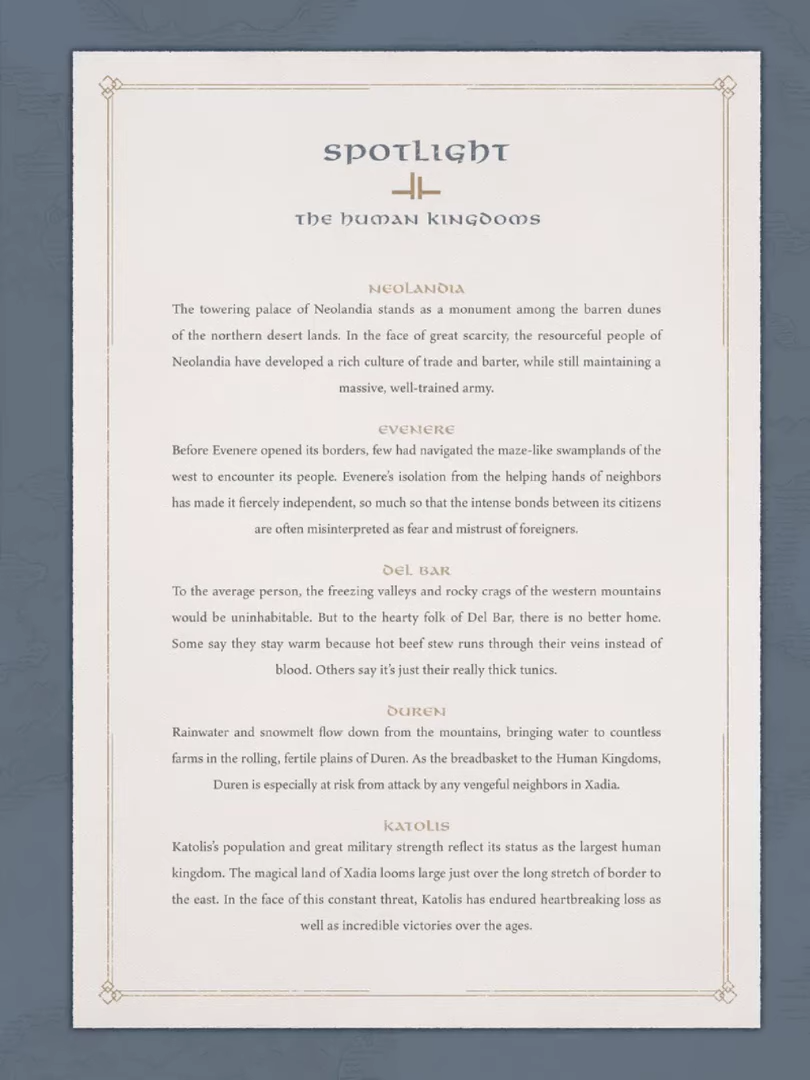 SPOTLIGHT
THE HUMAN KINGDOMS
NEOLANDIA
The towering palace of Neolandia stands as a monument among the barren dunes
of the northern desert lands. In the face of great scarcity, the resourceful people of
Neolandia have developed a rich culture of trade and barter, while still maintaining a
massive, well-trained army.
EVENERE
Before Evenere opened its borders, few had navigated the maze-like swamplands of the
west to encounter its people. Evenere's isolation from the helping hands of neighbors
has made it fiercely independent, so much so that the intense bonds between its citizens
are often misinterpreted as fear and mistrust of foreigners.
DEL BAR
To the average person, the freezing valleys and rocky crags of the western mountains
would be uninhabitable. But to the hearty folk of Del Bar, there is no better home.
Some say they stay warm because hot beef stew runs through their veins instead of
blood. Others say it's just their really thick tunics.
DUREN
Rainwater and snowmelt flow down from the mountains, bringing water to countless
farms in the rolling, fertile plains of Duren. As the breadbasket to the Human Kingdoms,
Duren is especially at risk from attack by any vengeful neighbors in Xadia.
KATOLIS
Katolis's population and great military strength reflect its status as the largest human
kingdom. The magical land of Xadia looms large just over the long stretch of border to
the east. In the face of this constant threat, Katolis has endured heartbreaking loss as
well as incredible victories over the ages.